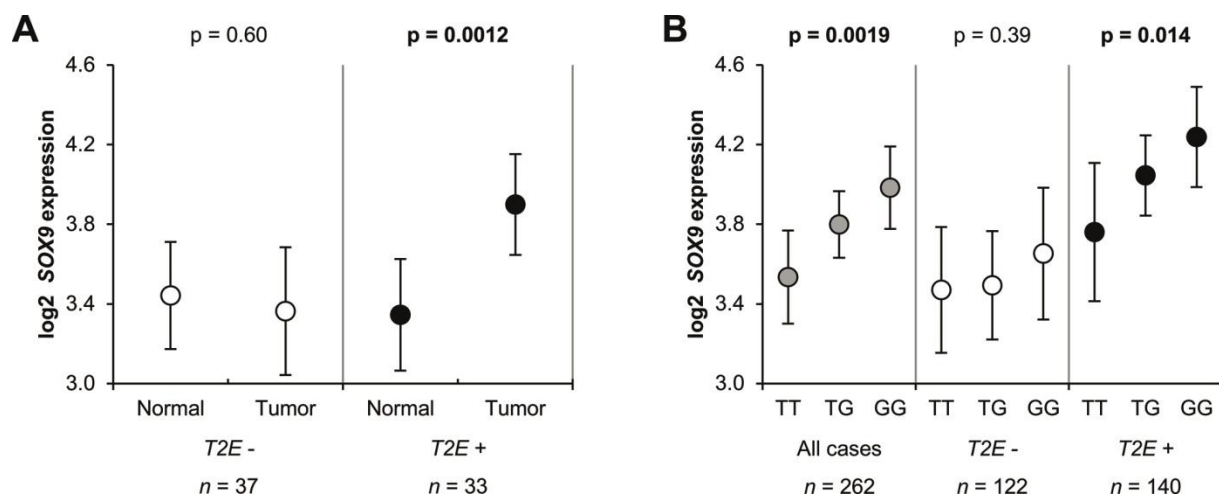 A
p = 0.60
p = 0.0012
log2 SOX9 expression
4.6
4.2
3.8
3.4
3.0
Normal Tumor Normal Tumor
T2E - T2E +
n = 37 n = 33
B
p = 0.0019 p = 0.39 p = 0.014
log2 SOX9 expression
4.6
4.2
3.8
3.4
3.0
TT TG GG TT TG GG TT TG GG
All cases T2E - T2E +
n = 262 n = 122 n = 140